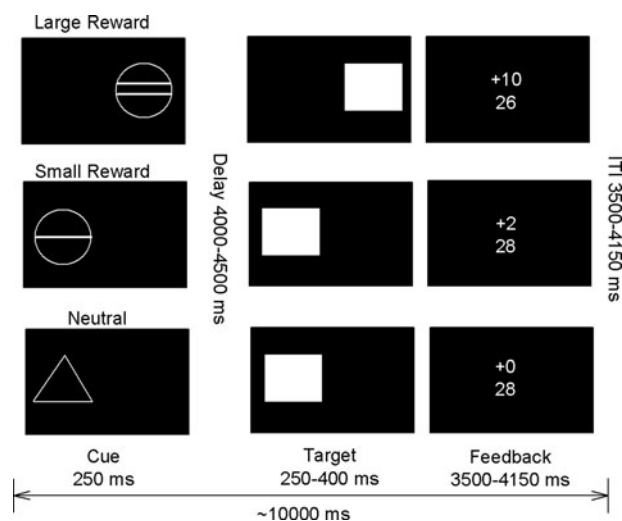 Large Reward
+10
26
Small Reward
Delay 4000-4500 ms
ITI 3500-4150 ms
+2
28
Neutral
+0
28
Cue
250 ms
Target
250-400 ms
Feedback
3500-4150 ms
~10000 ms